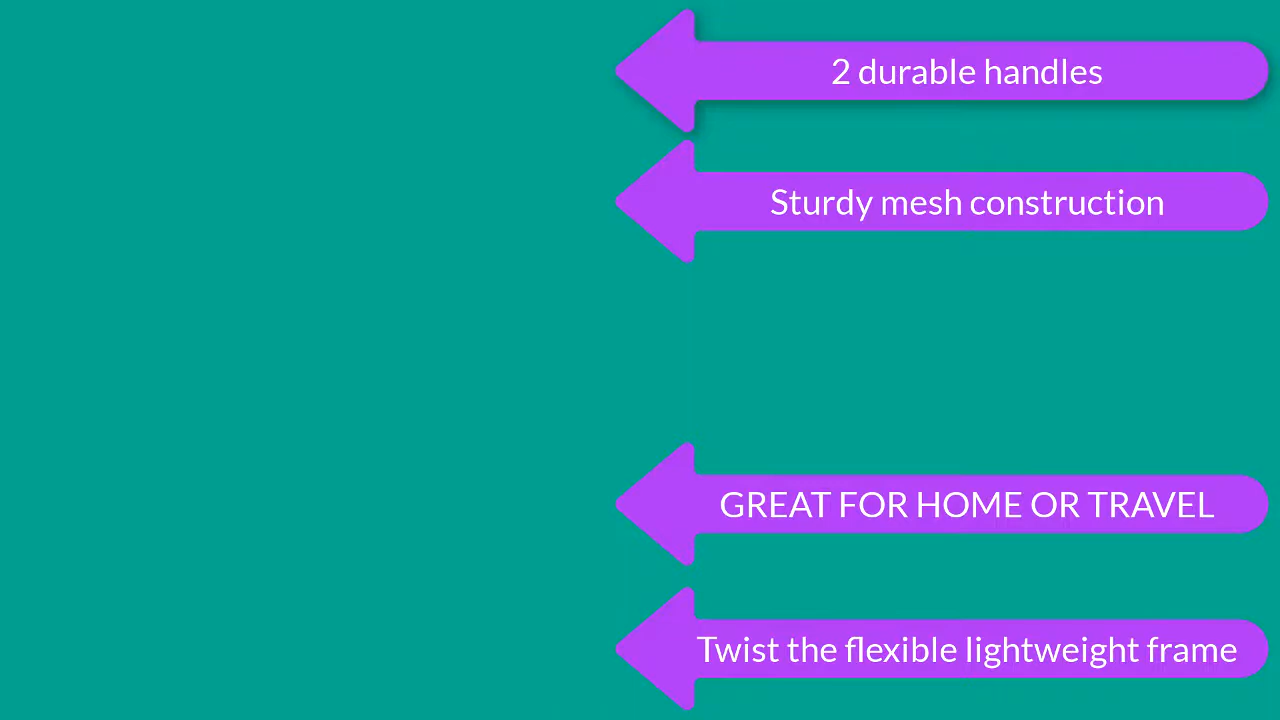 2 durable handles
Sturdy mesh construction
GREAT FOR HOME OR TRAVEL
Twist the flexible lightweight frame